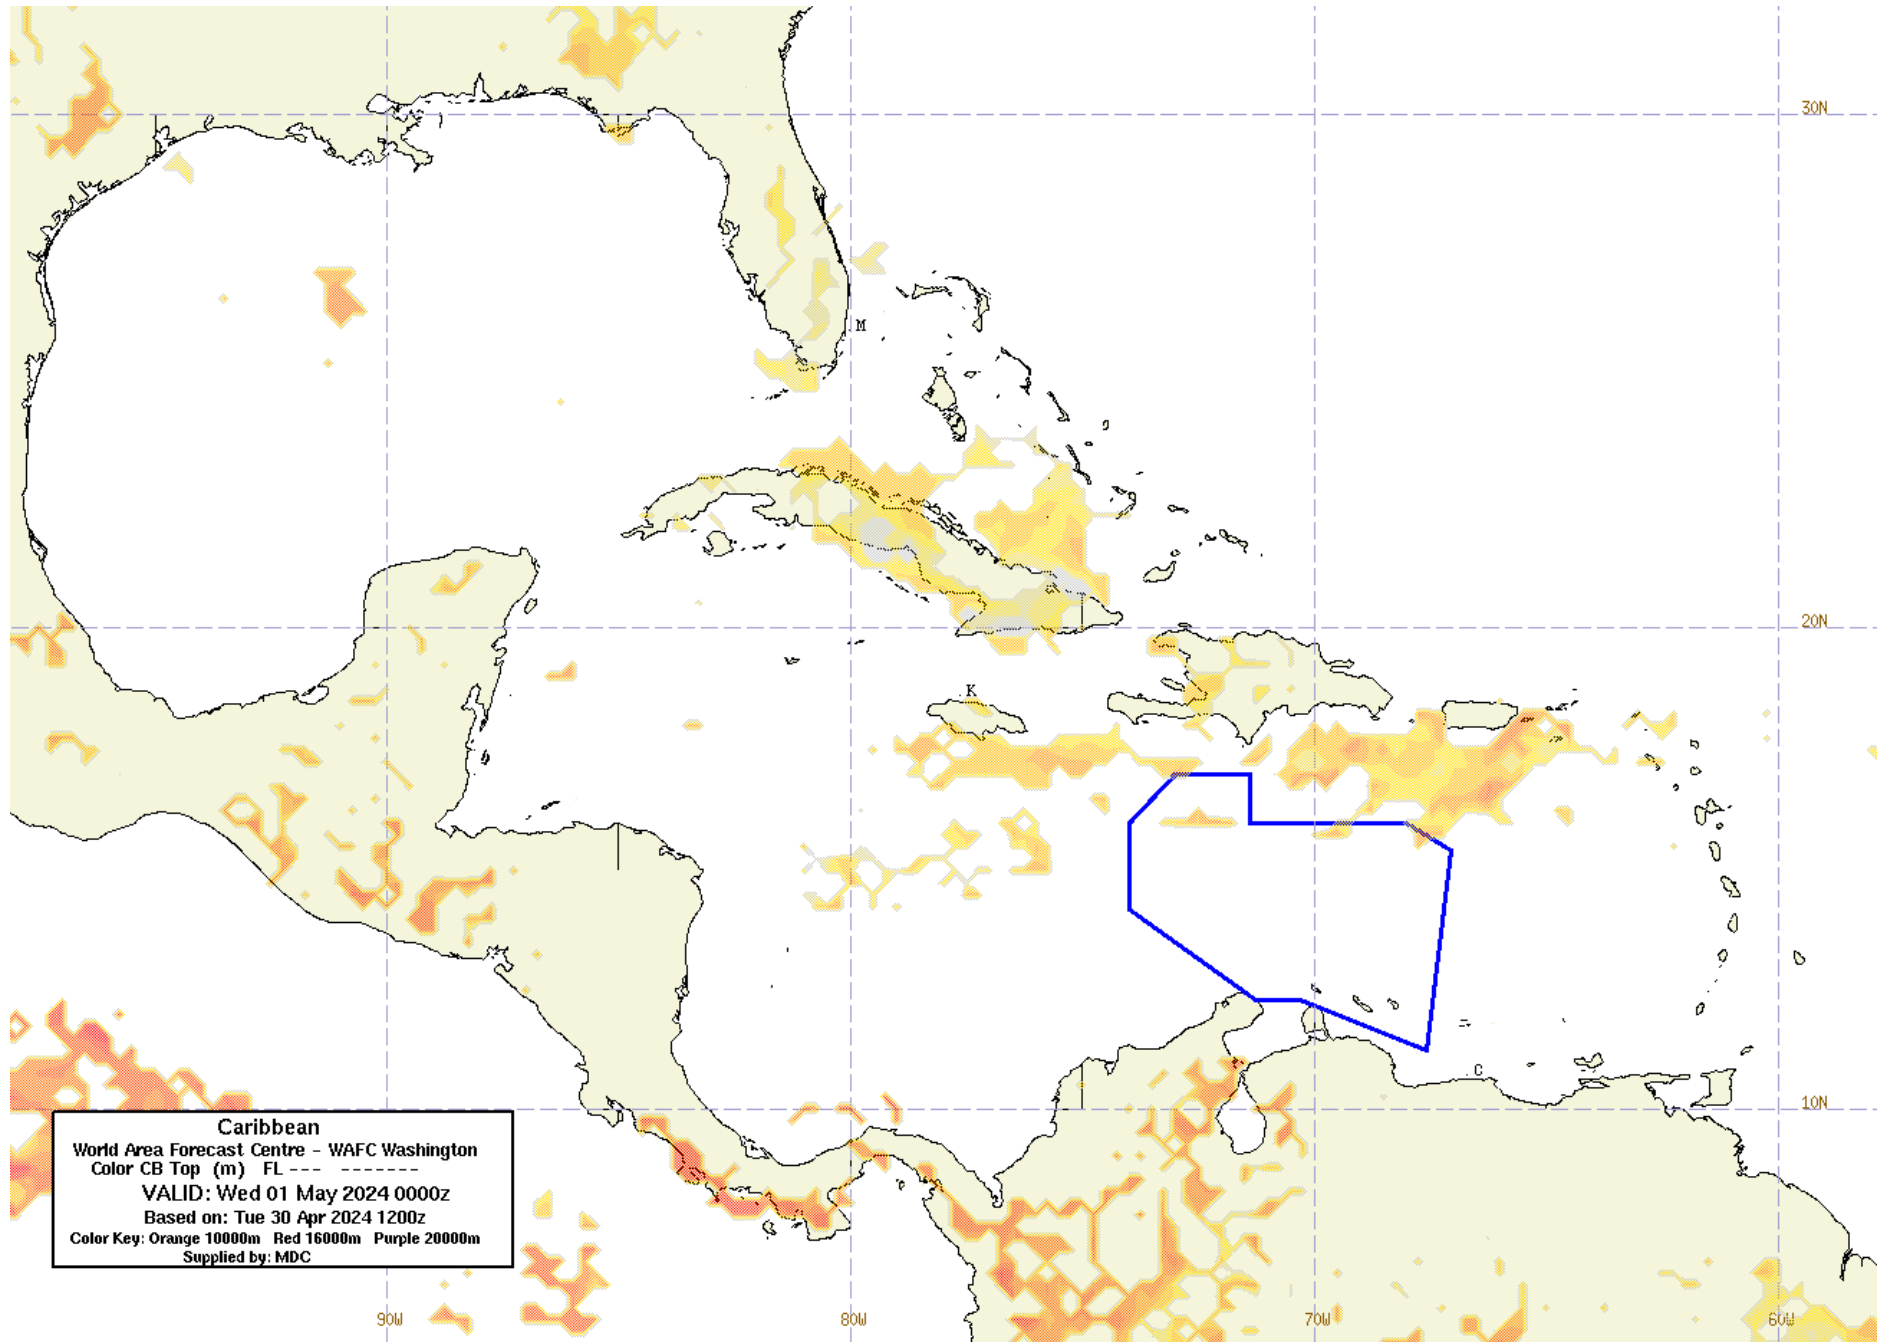 30N
M
20N
K
C
10N
Caribbean
World Area Forecast Centre - WAFC Washington
Color CB Top (m) FL --- -------
VALID: Wed 01 May 2024 0000z
Based on: Tue 30 Apr 2024 1200z
Color Key: Orange 10000m Red 16000m Purple 20000m
Supplied by: MDC
90W 80W 70W 60W